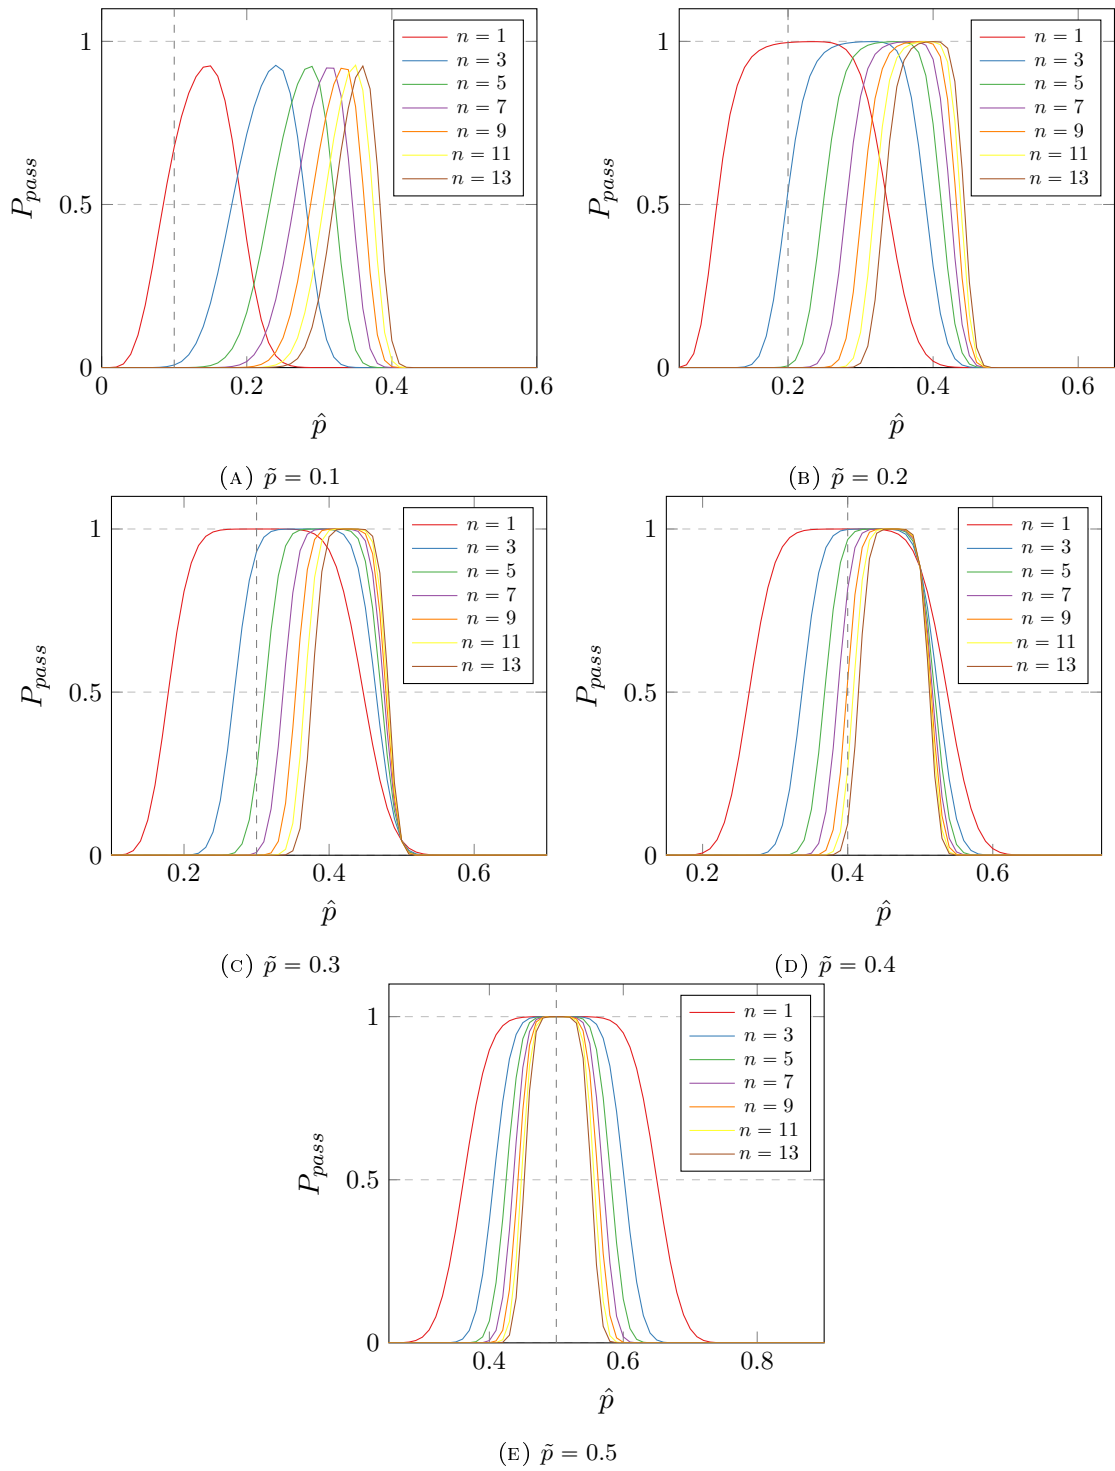 1
0.5
0
P_pass
0 0.2 0.4 0.6
p̂
n = 1
n = 3
n = 5
n = 7
n = 9
n = 11
n = 13
(A) p̃ = 0.1
1
0.5
0
P_pass
0.2 0.4 0.6
p̂
n = 1
n = 3
n = 5
n = 7
n = 9
n = 11
n = 13
(B) p̃ = 0.2
1
0.5
0
P_pass
0.2 0.4 0.6
p̂
n = 1
n = 3
n = 5
n = 7
n = 9
n = 11
n = 13
(C) p̃ = 0.3
1
0.5
0
P_pass
0.2 0.4 0.6
p̂
n = 1
n = 3
n = 5
n = 7
n = 9
n = 11
n = 13
(D) p̃ = 0.4
1
0.5
0
P_pass
0.4 0.6 0.8
p̂
n = 1
n = 3
n = 5
n = 7
n = 9
n = 11
n = 13
(E) p̃ = 0.5